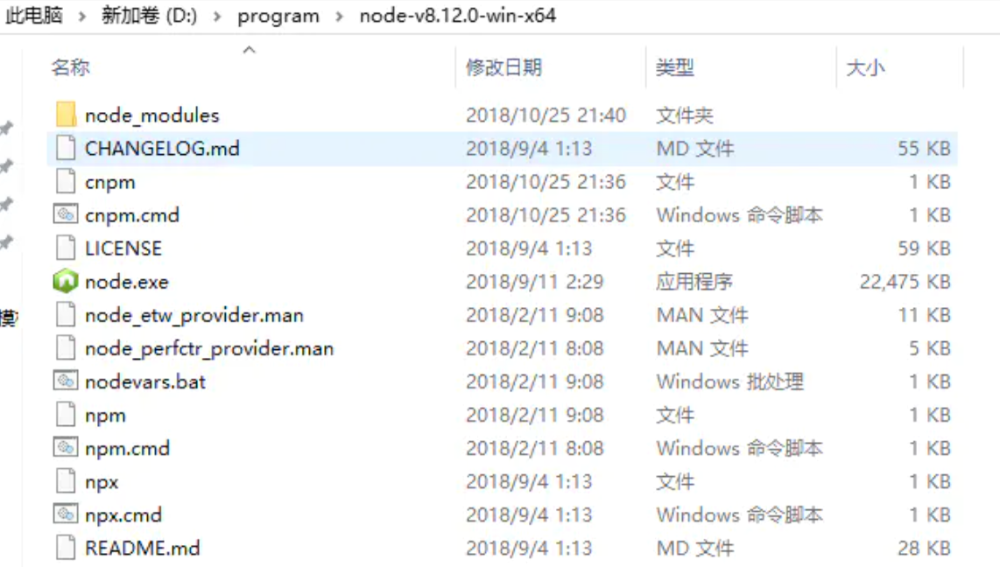 此电脑 > 新加卷 (D:) > program > node-v8.12.0-win-x64
名称 修改日期 类型 大小
node_modules 2018/10/25 21:40 文件夹
CHANGELOG.md 2018/9/4 1:13 MD 文件 55 KB
cnpm 2018/10/25 21:36 文件 1 KB
cnpm.cmd 2018/10/25 21:36 Windows 命令脚本 1 KB
LICENSE 2018/9/4 1:13 文件 59 KB
node.exe 2018/9/11 2:29 应用程序 22,475 KB
node_etw_provider.man 2018/2/11 9:08 MAN 文件 11 KB
node_perfctr_provider.man 2018/2/11 8:08 MAN 文件 5 KB
nodevars.bat 2018/2/11 9:08 Windows 批处理 1 KB
npm 2018/2/11 9:08 文件 1 KB
npm.cmd 2018/2/11 8:08 Windows 命令脚本 1 KB
npx 2018/9/4 1:13 文件 1 KB
npx.cmd 2018/9/4 1:13 Windows 命令脚本 1 KB
README.md 2018/9/4 1:13 MD 文件 28 KB